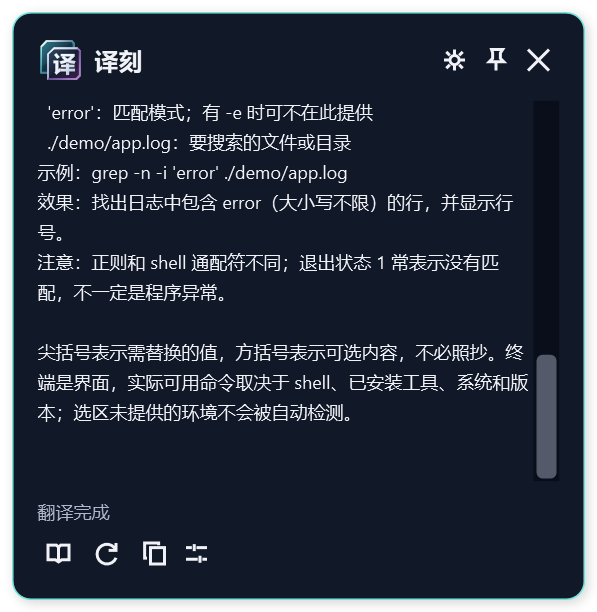 译 译刻
'error'：匹配模式；有 -e 时可不在此提供
./demo/app.log：要搜索的文件或目录
示例：grep -n -i 'error' ./demo/app.log
效果：找出日志中包含 error（大小写不限）的行，并显示行
号。
注意：正则和 shell 通配符不同；退出状态 1 常表示没有匹
配，不一定是程序异常。
尖括号表示需替换的值，方括号表示可选内容，不必照抄。终
端是界面，实际可用命令取决于 shell、已安装工具、系统和版
本；选区未提供的环境不会被自动检测。
翻译完成